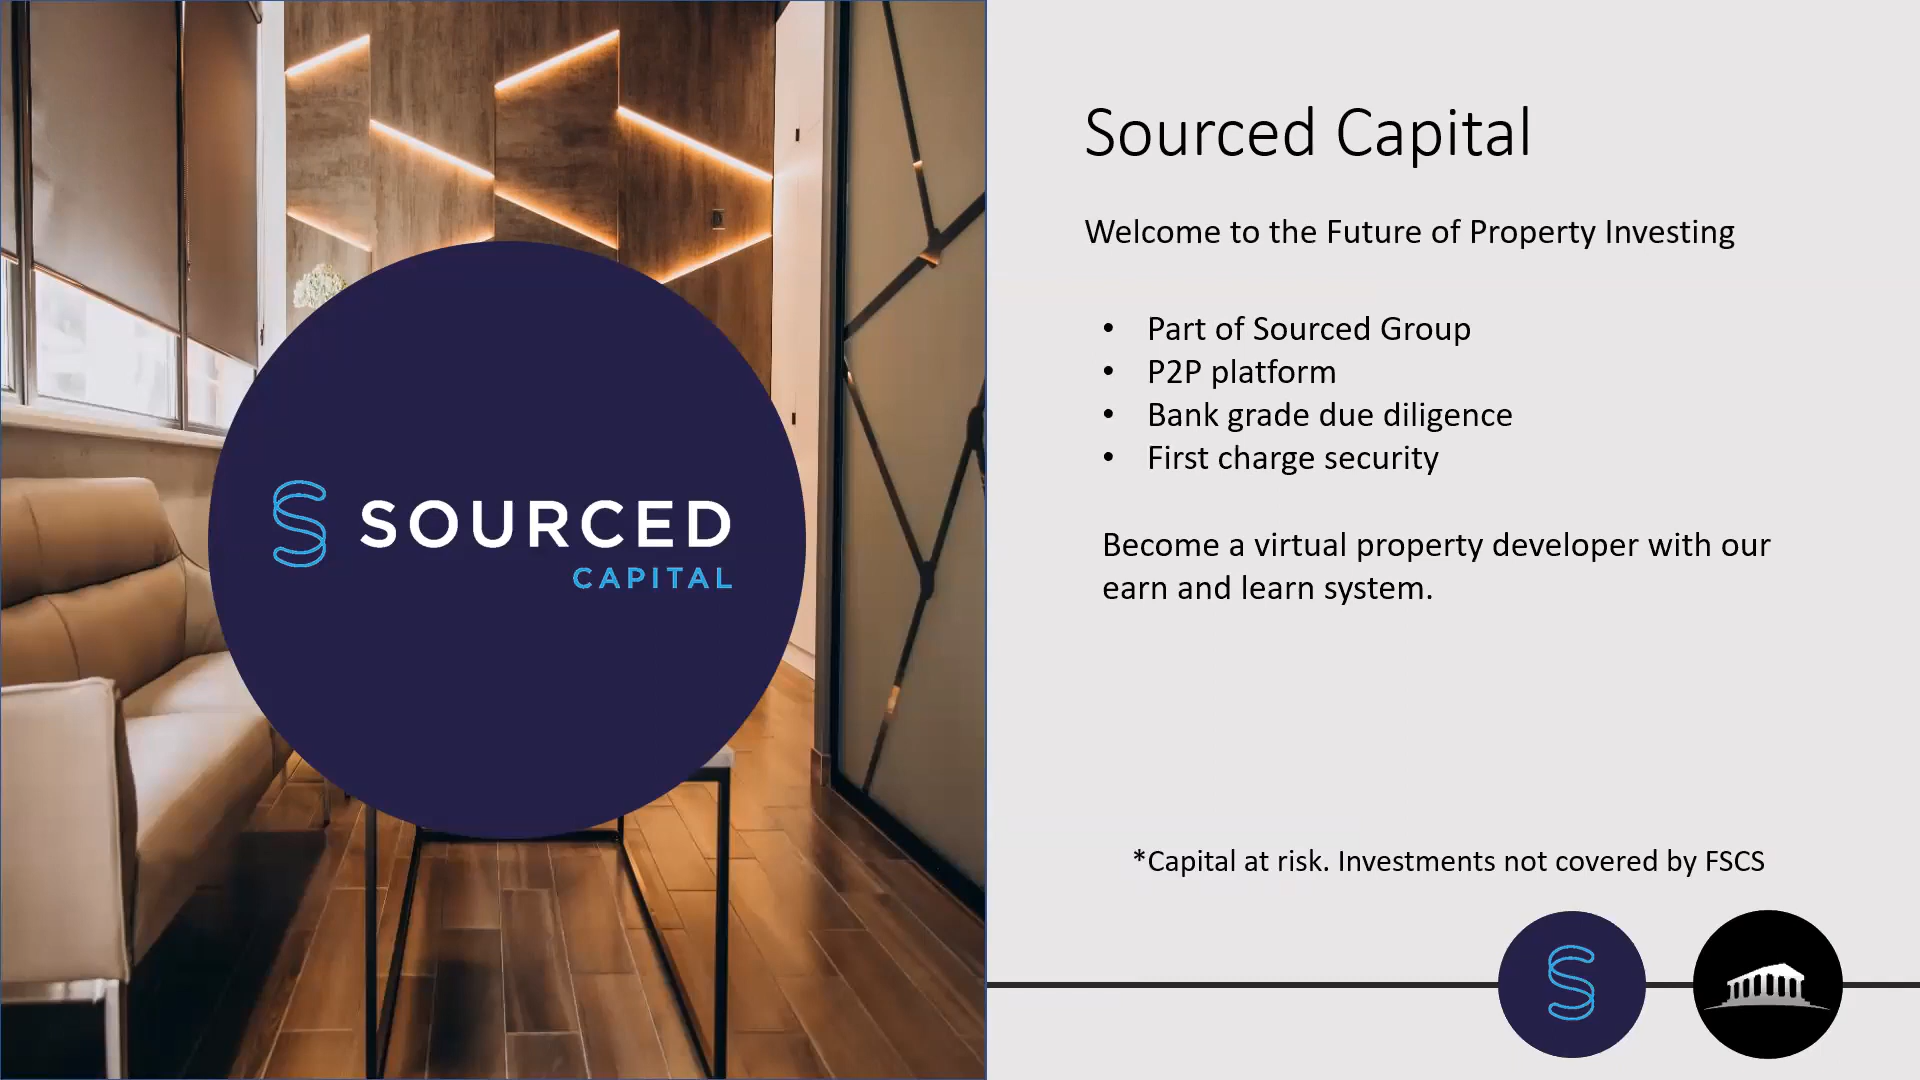 SOURCED
CAPITAL
Sourced Capital
Welcome to the Future of Property Investing
• Part of Sourced Group
• P2P platform
• Bank grade due diligence
• First charge security
Become a virtual property developer with our
earn and learn system.
*Capital at risk. Investments not covered by FSCS